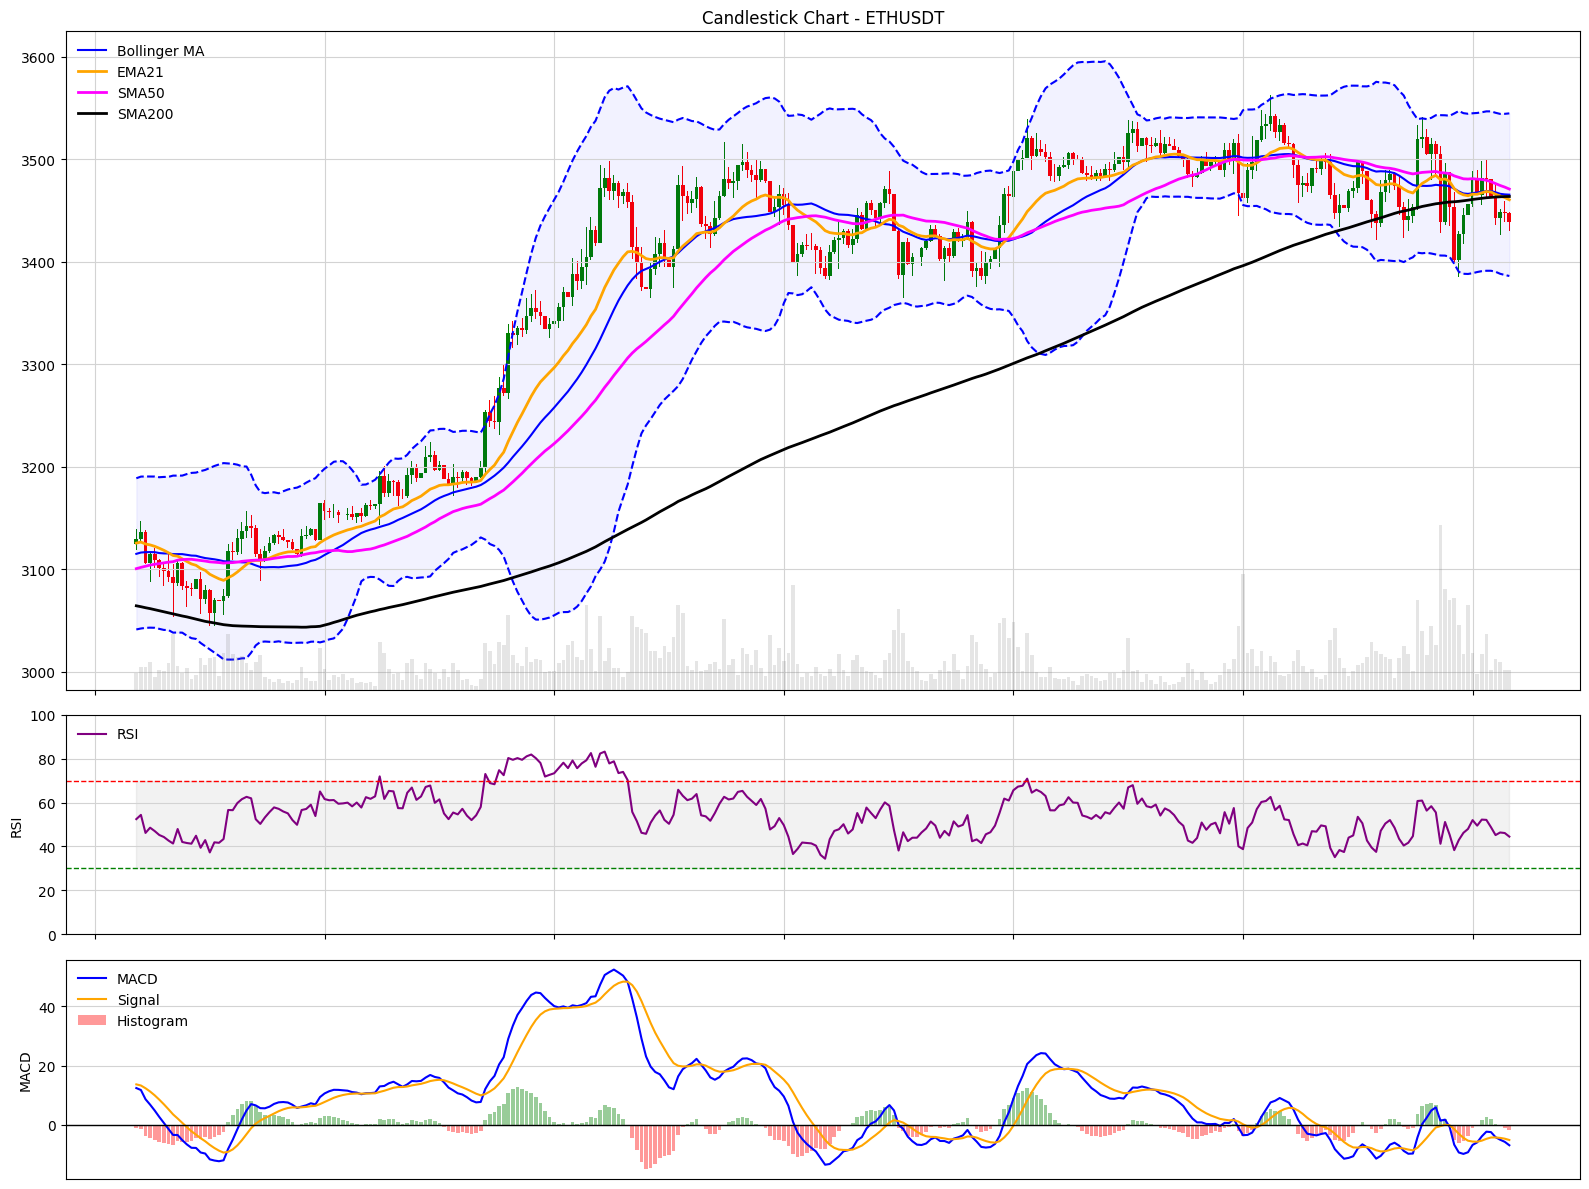 Candlestick Chart - ETHUSDT
Bollinger MA
EMA21
SMA50
SMA200
3600
3500
3400
3300
3200
3100
3000
RSI
RSI
100
80
60
40
20
0
MACD
Signal
Histogram
MACD
40
20
0